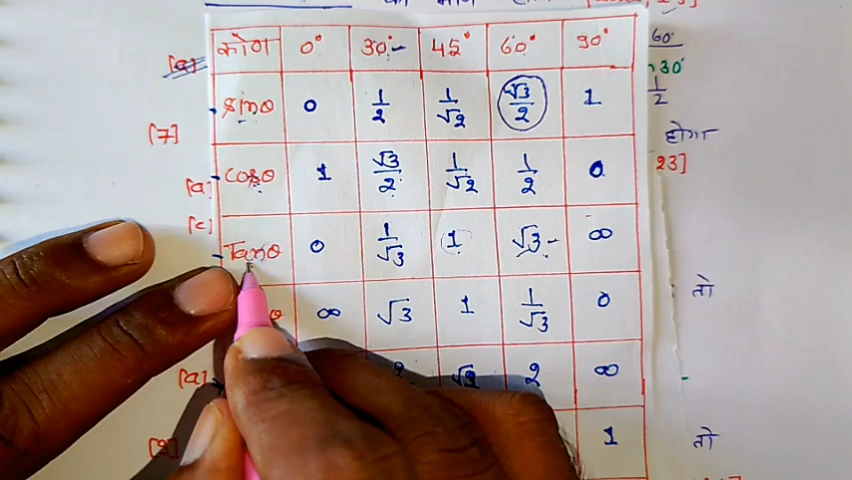 कोण 0° 30° 45° 60° 90°
sinθ 0 1/2 1/√2 √3/2 1
[7]
cosθ 1 √3/2 1/√2 1/2 0
[a]
[c]
Tanθ 0 1/√3 1 √3 ∞
θ ∞ √3 1 1/√3 0
[a] √2 2 ∞
1
60
30°
1/2
होगा
23]
तो
तो